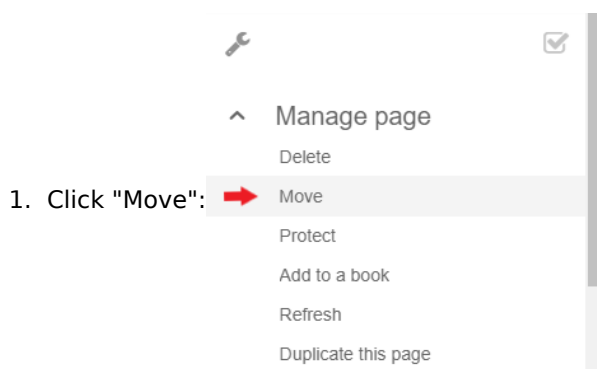 Manage page
Delete
1. Click "Move": Move
Protect
Add to a book
Refresh
Duplicate this page